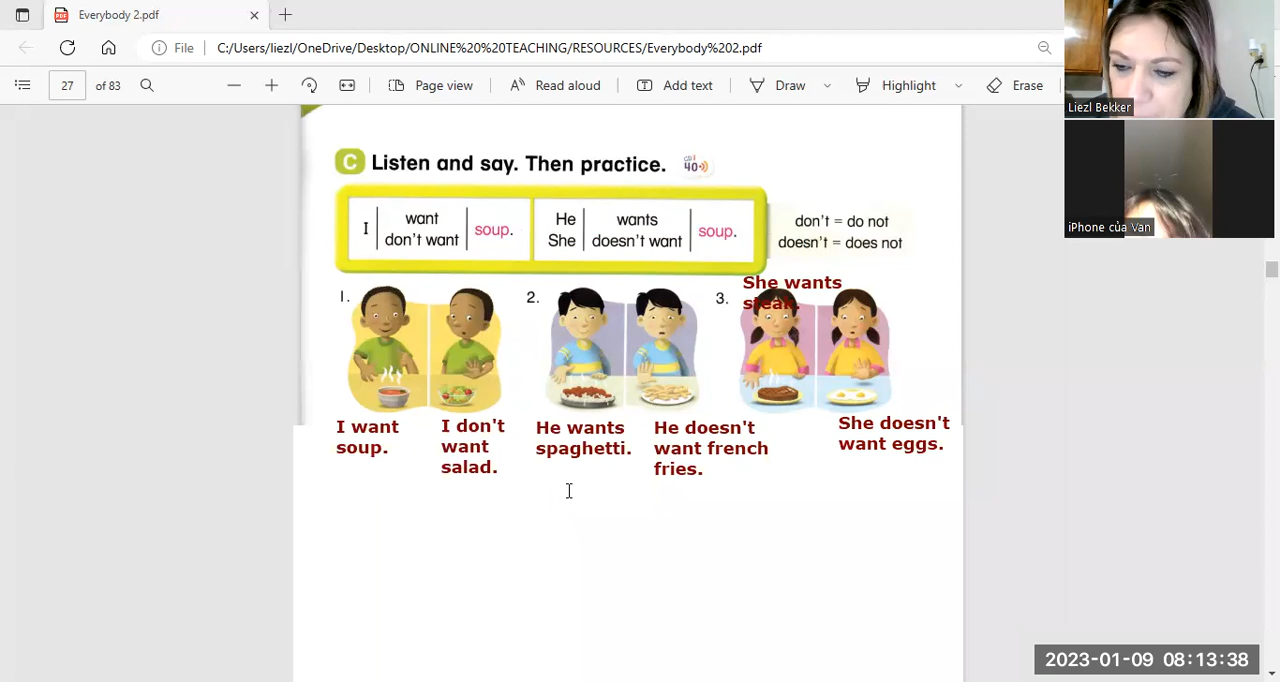 Everybody 2.pdf
File
C:/Users/liezl/OneDrive/Desktop/ONLINE%20%20TEACHING/RESOURCES/Everybody%202.pdf
27 of 83
Page view
Read aloud
Add text
Draw
Highlight
Erase
Liezl Bekker
iPhone của Van
C Listen and say. Then practice. CD1 40
I want don't want soup.
He She wants doesn't want soup.
don't = do not
doesn't = does not
1.
2.
3.
She wants
steak.
I want
soup.
I don't
want
salad.
He wants
spaghetti.
He doesn't
want french
fries.
She doesn't
want eggs.
2023-01-09 08:13:38